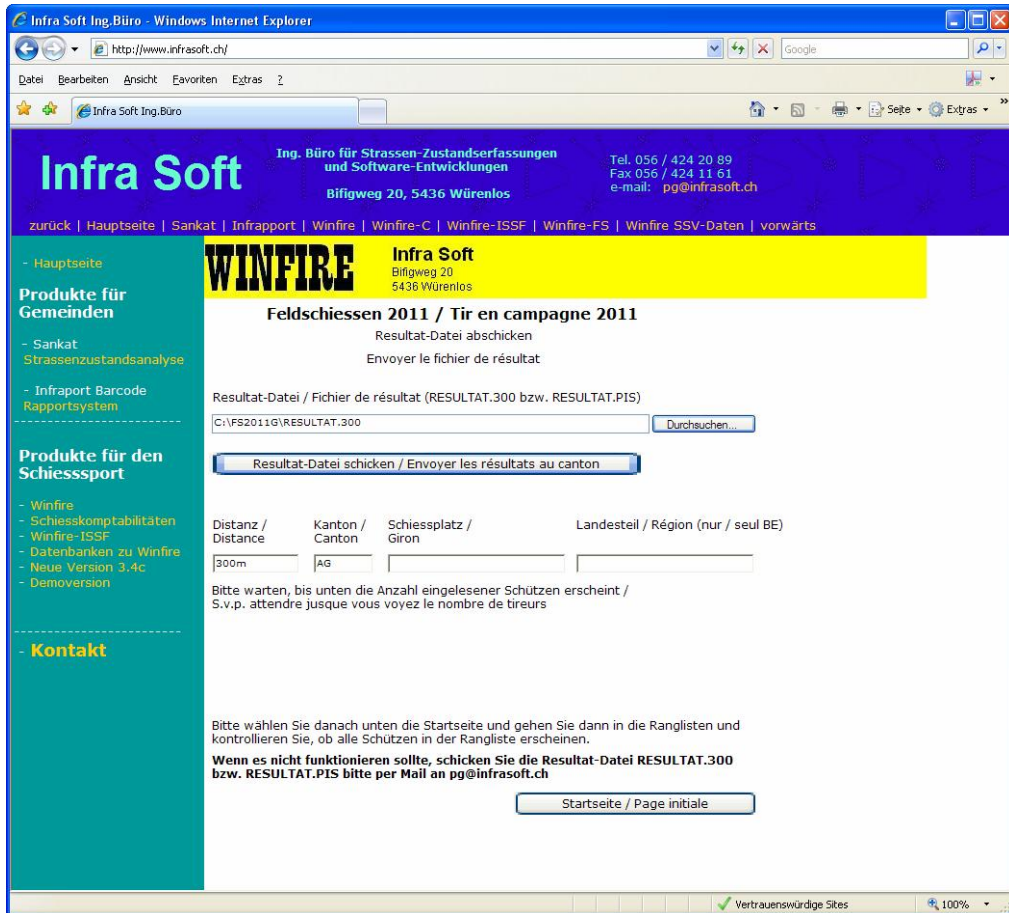 Infra Soft Ing.Büro - Windows Internet Explorer
http://www.infrasoft.ch/
Google
Datei Bearbeiten Ansicht Favoriten Extras ?
Infra Soft Ing.Büro
Seite Extras »
Infra Soft
Ing. Büro für Strassen-Zustandserfassungen
und Software-Entwicklungen
Bifigweg 20, 5436 Würenlos
Tel. 056 / 424 20 89
Fax 056 / 424 11 61
e-mail: pg@infrasoft.ch
zurück | Hauptseite | Sankat | Infrapport | Winfire | Winfire-C | Winfire-ISSF | Winfire-FS | Winfire SSV-Daten | vorwärts
- Hauptseite
Produkte für
Gemeinden
- Sankat
Strassenzustandsanalyse
- Infraport Barcode
Rapportsystem
Produkte für den
Schiesssport
- Winfire
- Schiesskomptabilitäten
- Winfire-ISSF
- Datenbanken zu Winfire
- Neue Version 3.4c
- Demoversion
- Kontakt
WINFIRE
Infra Soft
Bifigweg 20
5436 Würenlos
Feldschiessen 2011 / Tir en campagne 2011
Resultat-Datei abschicken
Envoyer le fichier de résultat
Resultat-Datei / Fichier de résultat (RESULTAT.300 bzw. RESULTAT.PIS)
C:\FS2011G\RESULTAT.300 Durchsuchen...
Resultat-Datei schicken / Envoyer les résultats au canton
Distanz /
Distance
Kanton /
Canton
Schiessplatz /
Giron
Landesteil / Région (nur / seul BE)
300m AG
Bitte warten, bis unten die Anzahl eingelesener Schützen erscheint /
S.v.p. attendre jusque vous voyez le nombre de tireurs
Bitte wählen Sie danach unten die Startseite und gehen Sie dann in die Ranglisten und
kontrollieren Sie, ob alle Schützen in der Rangliste erscheinen.
Wenn es nicht funktionieren sollte, schicken Sie die Resultat-Datei RESULTAT.300
bzw. RESULTAT.PIS bitte per Mail an pg@infrasoft.ch
Startseite / Page initiale
Vertrauenswürdige Sites 100%